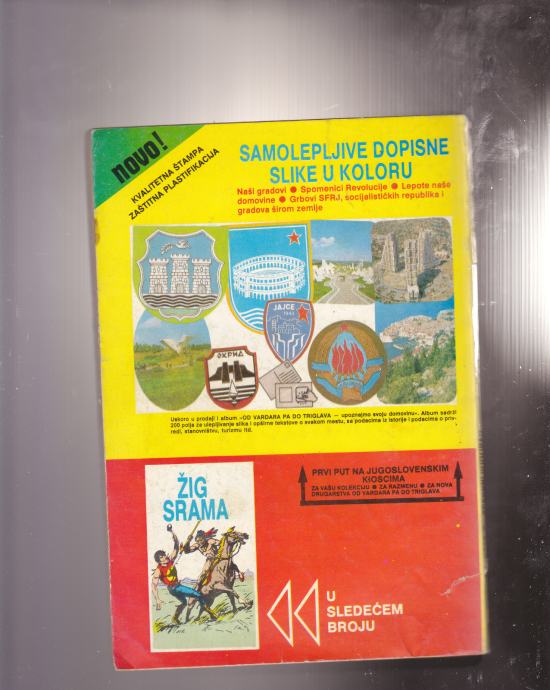 novo!
KVALITETNA ŠTAMPA
ZAŠTITNA PLASTIFIKACIJA
SAMOLEPLJIVE DOPISNE
SLIKE U KOLORU
Naši gradovi ● Spomenici Revolucije ● Lepote naše
domovine ● Grbovi SFRJ, socijalističkih republika i
gradova širom zemlje
JAJCE
1943
ОХРИД
Uskoro u prodaji i album »OD VARDARA PA DO TRIGLAVA — upoznajmo svoju domovinu«. Album sadrži
200 polja za ulepljivanje slika i opširne tekstove o svakom mestu, sa podacima iz istorije i podacima o priv-
redi, stanovništvu, turizmu itd.
PRVI PUT NA JUGOSLOVENSKIM
KIOSCIMA
ZA VAŠU KOLEKCIJU ● ZA RAZMENU ● ZA NOVA
DRUGARSTVA OD VARDARA PA DO TRIGLAVA
ŽIG
SRAMA
U
SLEDEĆEM
BROJU